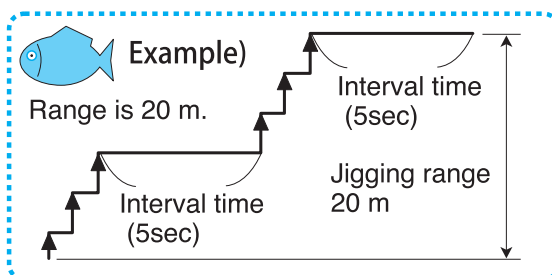 Example)
Range is 20 m.
Interval time
(5sec)
Jigging range
20 m
Interval time
(5sec)